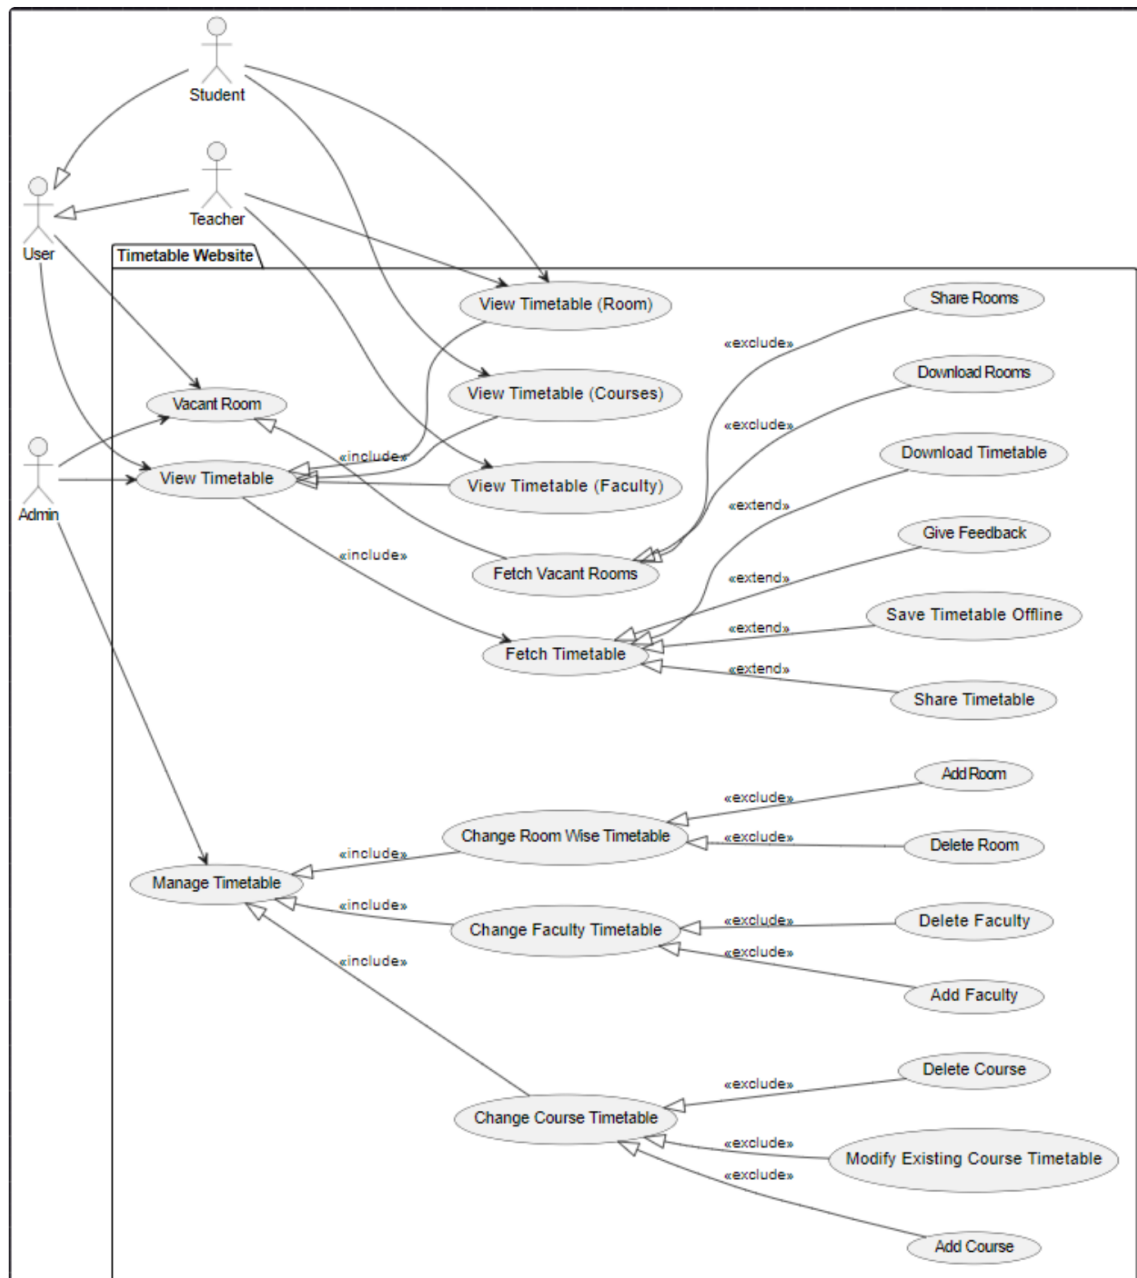 Student
Teacher
User
Timetable Website
View Timetable (Room)
Share Rooms
«exclude»
Download Rooms
Vacant Room
View Timetable (Courses)
«exclude»
Download Timetable
«include»
View Timetable
View Timetable (Faculty)
Admin
«extend»
Give Feedback
«include»
Fetch Vacant Rooms
«extend»
Save Timetable Offline
«extend»
Fetch Timetable
«extend»
Share Timetable
Add Room
«exclude»
Change Room Wise Timetable
«exclude»
Delete Room
«include»
Manage Timetable
«include»
Change Faculty Timetable
«exclude»
Delete Faculty
«exclude»
«include»
Add Faculty
Delete Course
«exclude»
Change Course Timetable
«exclude»
Modify Existing Course Timetable
«exclude»
Add Course